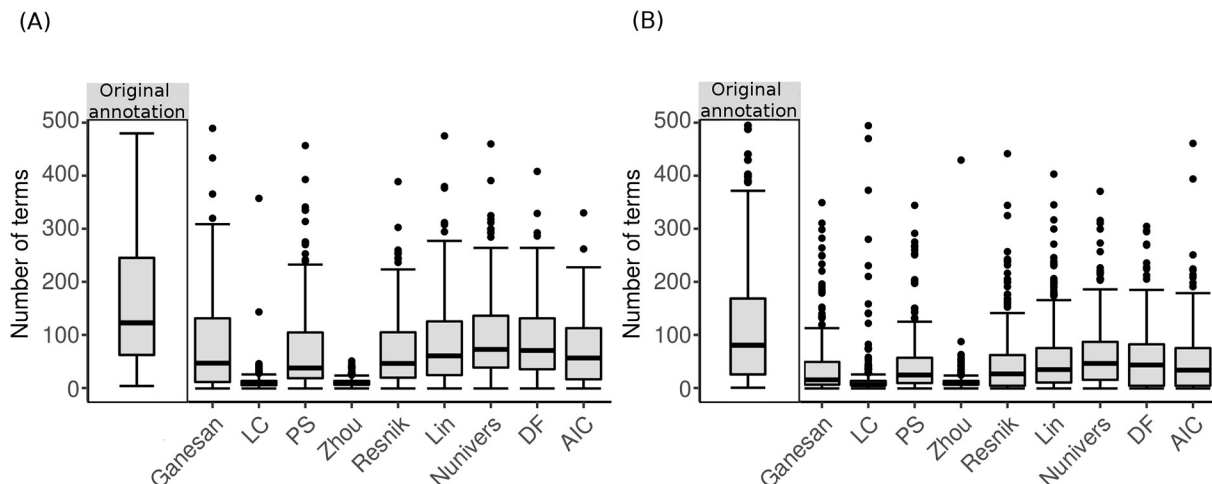 (A)
(B)
Original
annotation
Original
annotation
Number of terms
500
400
300
200
100
0
Ganesan
LC
PS
Zhou
Resnik
Lin
Nunivers
DF
AIC
Number of terms
500
400
300
200
100
0
Ganesan
LC
PS
Zhou
Resnik
Lin
Nunivers
DF
AIC